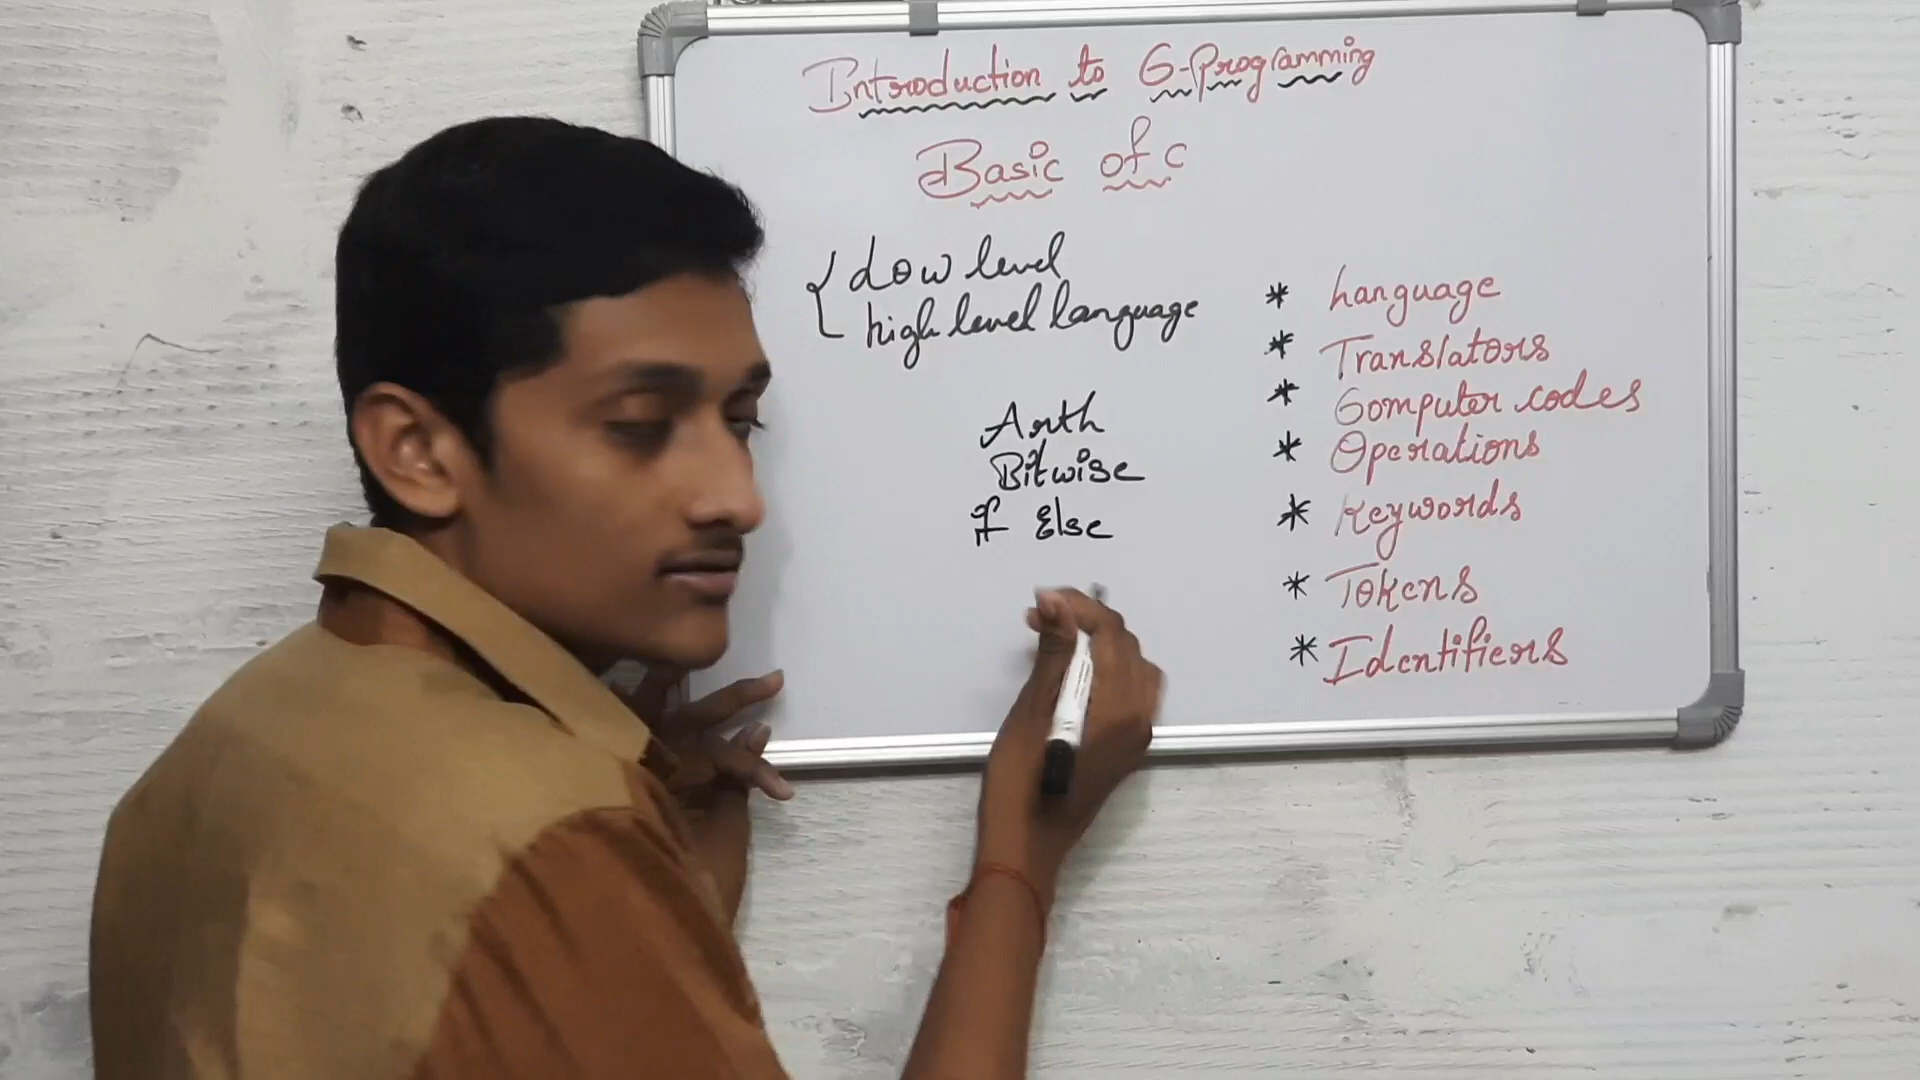 Introduction to C-Programming
Basic of c
Low level
high level language
Arth
Bitwise
If Else
* Language
* Translators
* Computer codes
* Operations
* Keywords
* Tokens
* Identifiers